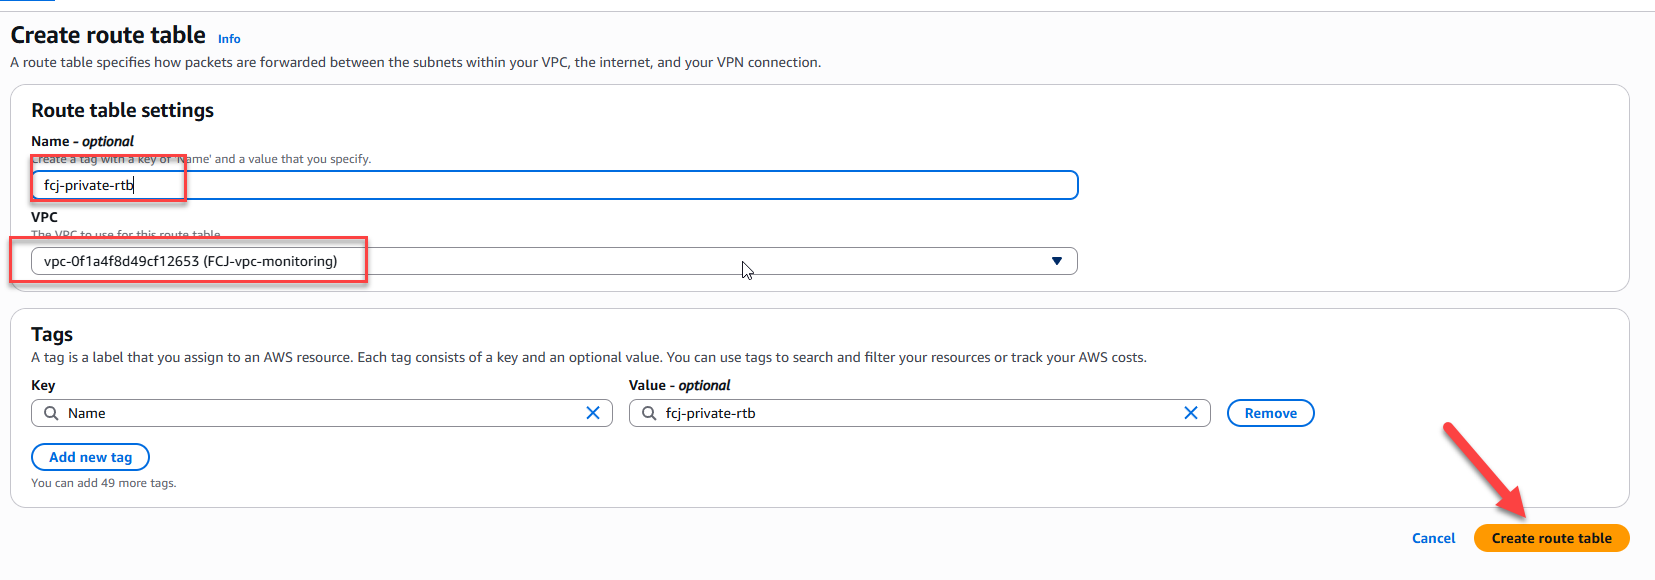 Create route table Info
A route table specifies how packets are forwarded between the subnets within your VPC, the internet, and your VPN connection.
Route table settings
Name - optional
Create a tag with a key of 'Name' and a value that you specify.
fcj-private-rtb
VPC
The VPC to use for this route table.
vpc-0f1a4f8d49cf12653 (FCJ-vpc-monitoring)
Tags
A tag is a label that you assign to an AWS resource. Each tag consists of a key and an optional value. You can use tags to search and filter your resources or track your AWS costs.
Key Value - optional
Name fcj-private-rtb Remove
Add new tag
You can add 49 more tags.
Cancel Create route table